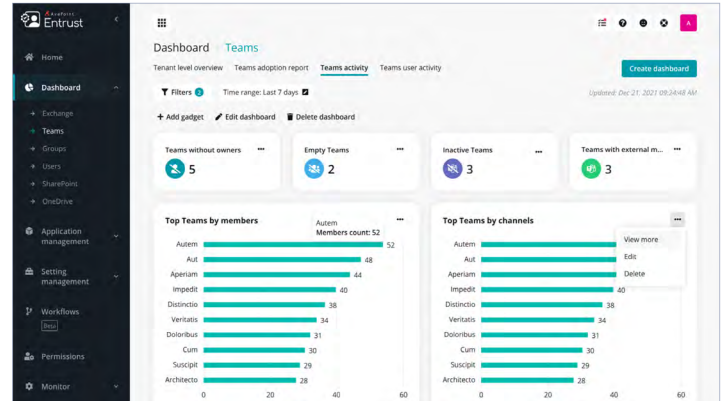 AvePoint
Entrust
Home
Dashboard
Exchange
Teams
Groups
Users
SharePoint
OneDrive
Application
management
Setting
management
Workflows
Beta
Permissions
Monitor
A
Dashboard Teams
Tenant level overview Teams adoption report Teams activity Teams user activity
Create dashboard
Filters 2 Time range: Last 7 days
Updated: Dec 21, 2021 09:24:48 AM
+ Add gadget Edit dashboard Delete dashboard
Teams without owners ...
5
Empty Teams ...
2
Inactive Teams ...
3
Teams with external m... ...
3
Top Teams by members ...
Autem
Members count: 52
Autem 52
Aut 48
Aperiam 44
Impedit 40
Distinctio 38
Veritatis 34
Doloribus 31
Cum 30
Suscipit 29
Architecto 28
0 20 40 60
Top Teams by channels ...
View more
Edit
Delete
Autem
Aut
Aperiam
Impedit 40
Distinctio 38
Veritatis 34
Doloribus 31
Cum 30
Suscipit 29
Architecto 28
0 20 40 60